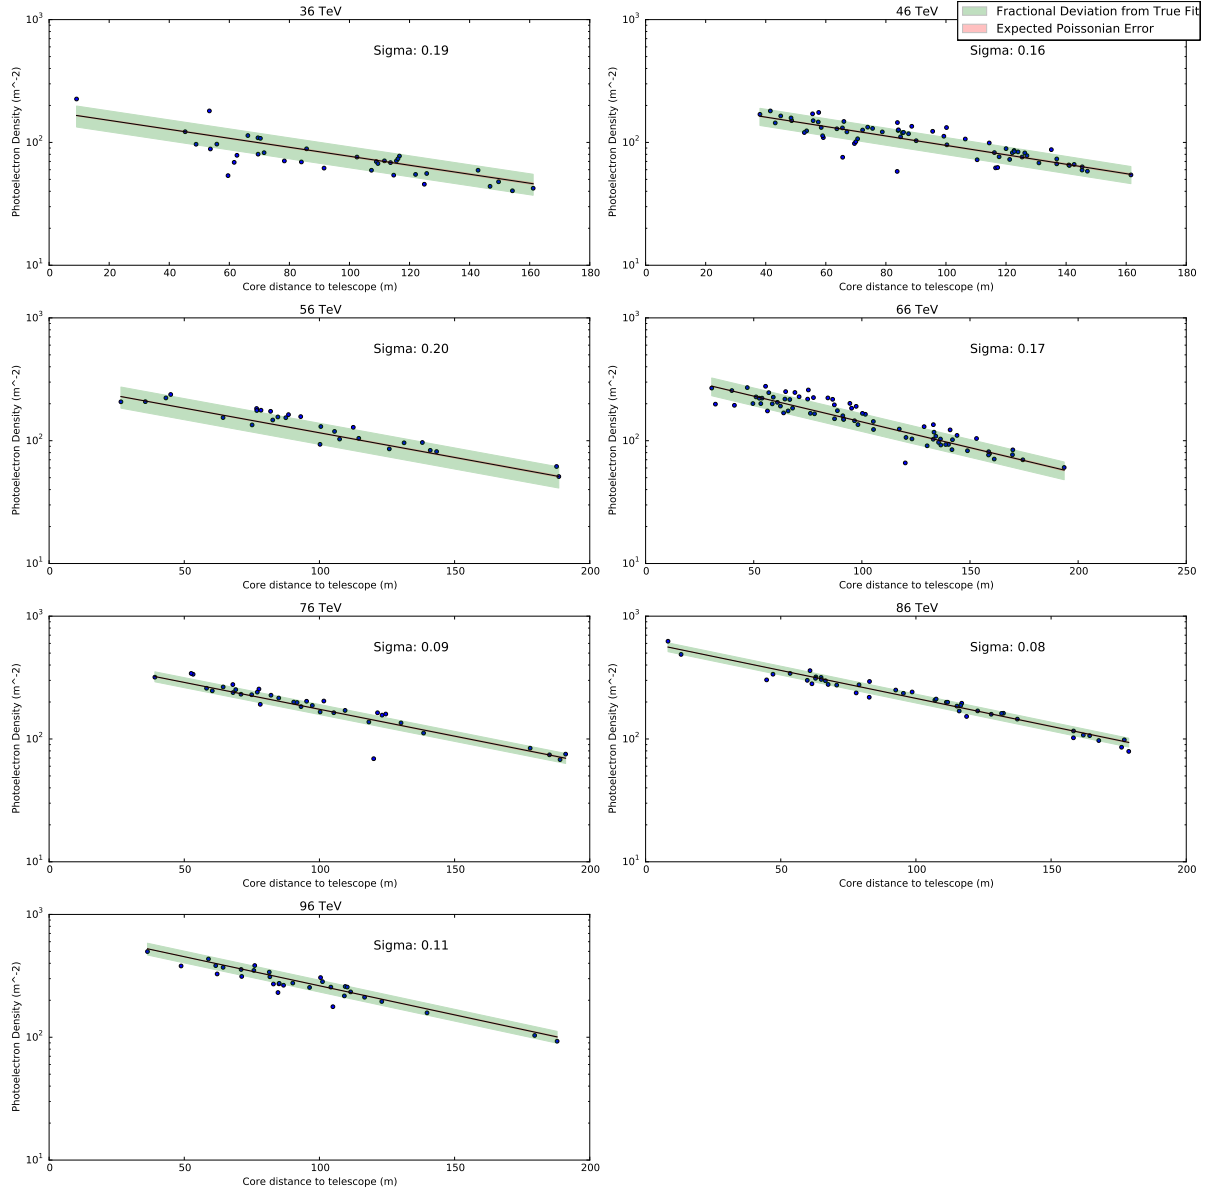 36 TeV
Sigma: 0.19
Photoelectron Density (m^-2)
10^3
10^2
10^1
0 20 40 60 80 100 120 140 160 180
Core distance to telescope (m)
46 TeV
Fractional Deviation from True Fit
Expected Poissonian Error
Sigma: 0.16
Photoelectron Density (m^-2)
10^3
10^2
10^1
0 20 40 60 80 100 120 140 160 180
Core distance to telescope (m)
56 TeV
Sigma: 0.20
Photoelectron Density (m^-2)
10^3
10^2
10^1
0 50 100 150 200
Core distance to telescope (m)
66 TeV
Sigma: 0.17
Photoelectron Density (m^-2)
10^3
10^2
10^1
0 50 100 150 200 250
Core distance to telescope (m)
76 TeV
Sigma: 0.09
Photoelectron Density (m^-2)
10^3
10^2
10^1
0 50 100 150 200
Core distance to telescope (m)
86 TeV
Sigma: 0.08
Photoelectron Density (m^-2)
10^3
10^2
10^1
0 50 100 150 200
Core distance to telescope (m)
96 TeV
Sigma: 0.11
Photoelectron Density (m^-2)
10^3
10^2
10^1
0 50 100 150 200
Core distance to telescope (m)